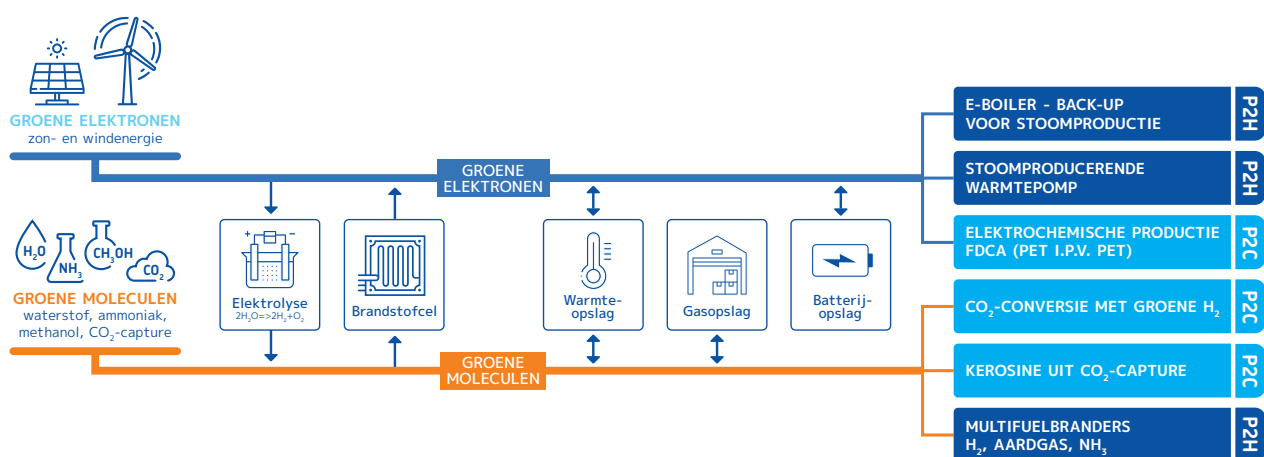 GROENE ELEKTRONEN
zon- en windenergie
H₂O
NH₃
CH₃OH
CO₂
GROENE MOLECULEN
waterstof, ammoniak,
methanol, CO₂-capture
GROENE
ELEKTRONEN
+ -
Elektrolyse
2H₂O=>2H₂+O₂
Brandstofcel
Warmte-
opslag
Gasopslag
Batterij-
opslag
GROENE
MOLECULEN
E-BOILER - BACK-UP
VOOR STOOMPRODUCTIE
P2H
STOOMPRODUCERENDE
WARMTEPOMP
P2H
ELEKTROCHEMISCHE PRODUCTIE
FDCA (PET I.P.V. PET)
P2C
CO₂-CONVERSIE MET GROENE H₂
P2C
KEROSINE UIT CO₂-CAPTURE
P2C
MULTIFUELBRANDERS
H₂, AARDGAS, NH₃
P2H